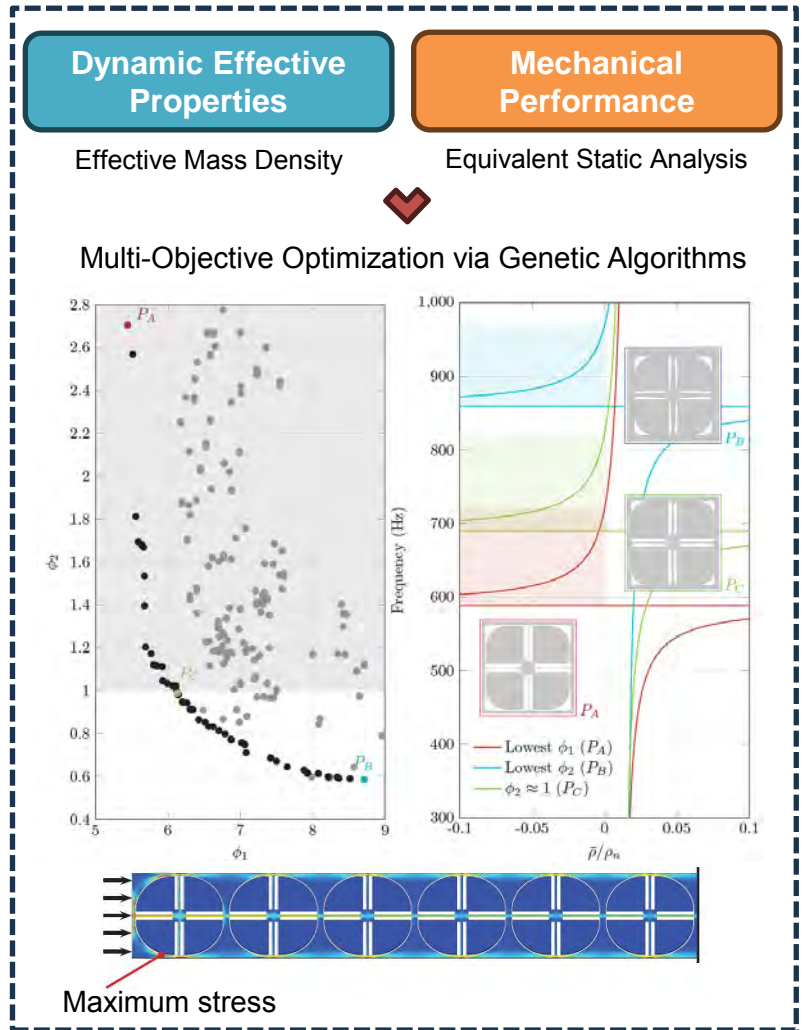 Dynamic Effective
Properties
Mechanical
Performance
Effective Mass Density
Equivalent Static Analysis
Multi-Objective Optimization via Genetic Algorithms
2.8
2.6
2.4
2.2
2
1.8
1.6
1.4
1.2
1
0.8
0.6
0.4
5
6
7
8
9
ϕ₂
ϕ₁
P_A
P_C
P_B
1,000
900
800
700
600
500
400
300
Frequency (Hz)
-0.1
-0.05
0
0.05
0.1
ρ̄/ρₙ
P_B
P_C
P_A
Lowest ϕ₁ (P_A)
Lowest ϕ₂ (P_B)
ϕ₂ ≈ 1 (P_C)
Maximum stress